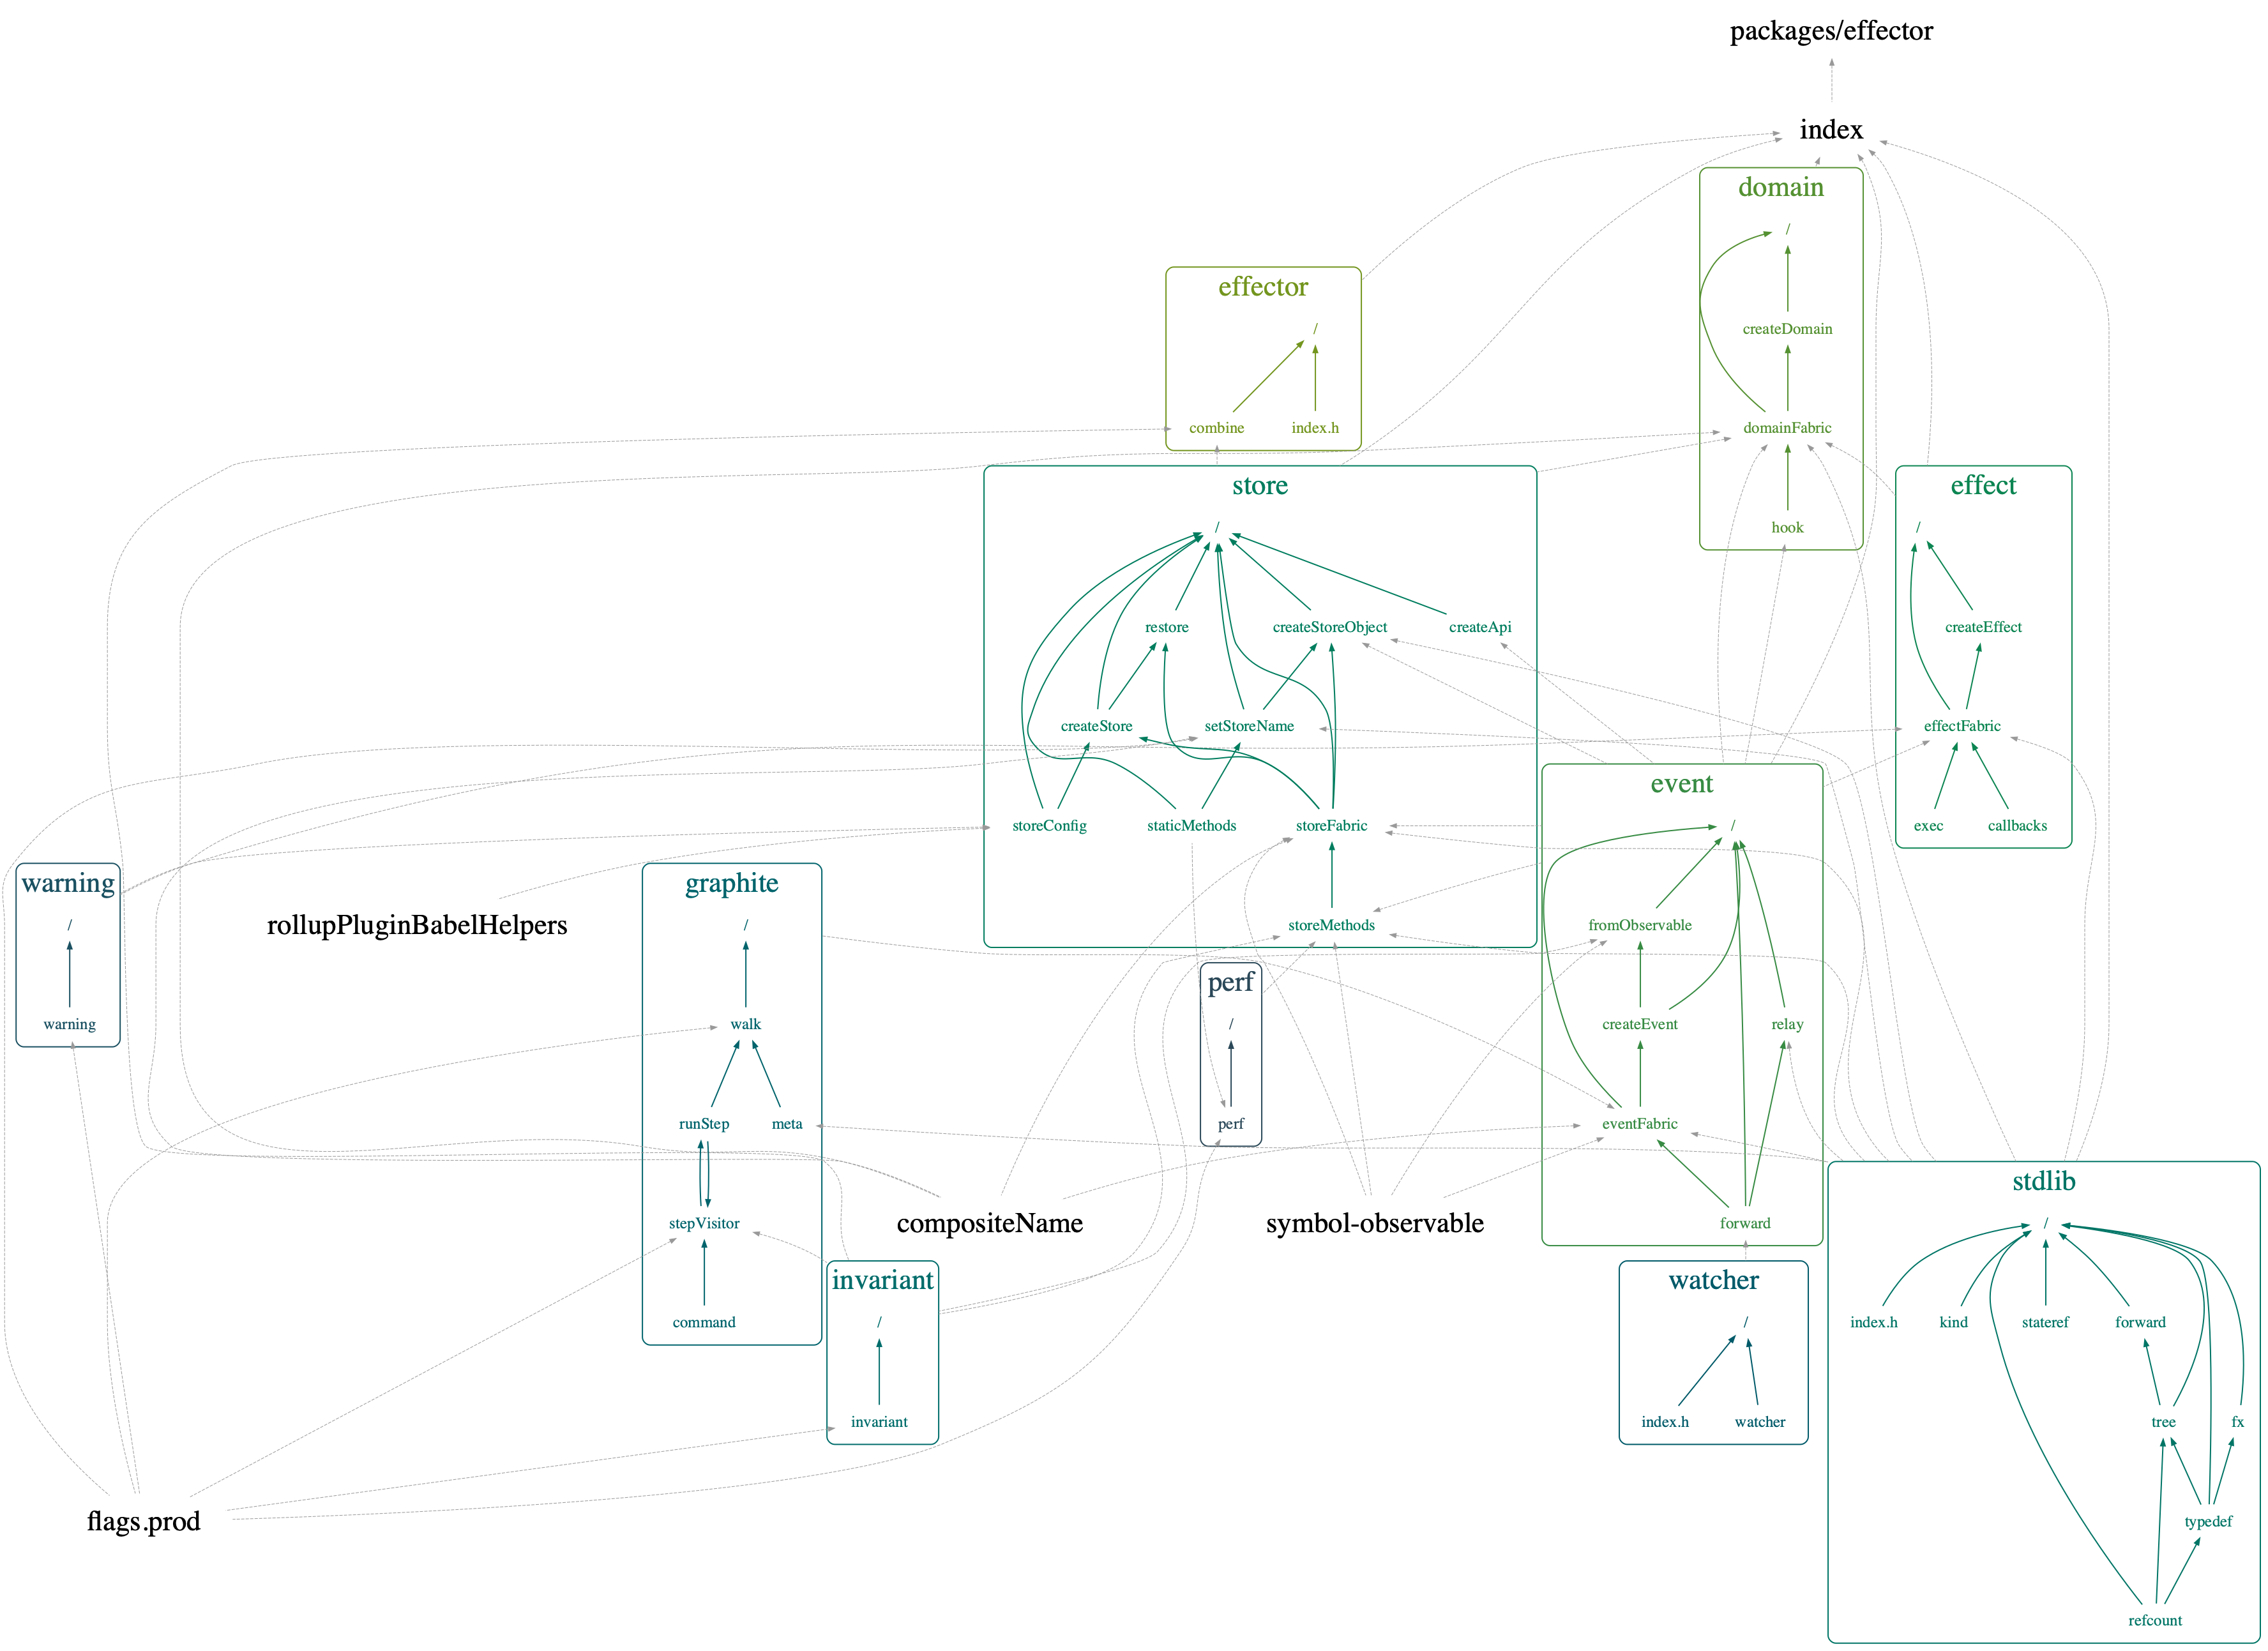 packages/effector
index
domain
/
createDomain
domainFabric
hook
effector
/
combine
index.h
store
/
restore
createStoreObject
createApi
createStore
setStoreName
storeConfig
staticMethods
storeFabric
storeMethods
effect
/
createEffect
effectFabric
exec
callbacks
event
/
fromObservable
createEvent
relay
eventFabric
forward
warning
/
warning
rollupPluginBabelHelpers
graphite
/
walk
runStep
meta
stepVisitor
command
perf
/
perf
compositeName
symbol-observable
invariant
/
invariant
watcher
/
index.h
watcher
stdlib
/
index.h
kind
stateref
forward
tree
fx
typedef
refcount
flags.prod